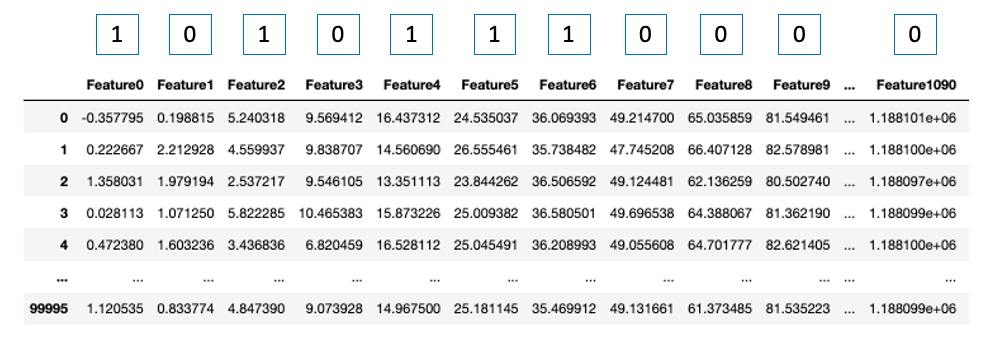 1 0 1 0 1 1 1 0 0 0 0
Feature0 Feature1 Feature2 Feature3 Feature4 Feature5 Feature6 Feature7 Feature8 Feature9 ... Feature1090
0 -0.357795 0.198815 5.240318 9.569412 16.437312 24.535037 36.069393 49.214700 65.035859 81.549461 ... 1.188101e+06
1 0.222667 2.212928 4.559937 9.838707 14.560690 26.555461 35.738482 47.745208 66.407128 82.578981 ... 1.188100e+06
2 1.358031 1.979194 2.537217 9.546105 13.351113 23.844262 36.506592 49.124481 62.136259 80.502740 ... 1.188097e+06
3 0.028113 1.071250 5.822285 10.465383 15.873226 25.009382 36.580501 49.696538 64.388067 81.362190 ... 1.188099e+06
4 0.472380 1.603236 3.436836 6.820459 16.528112 25.045491 36.208993 49.055608 64.701777 82.621405 ... 1.188100e+06
... ... ... ... ... ... ... ... ... ... ... ... ...
99995 1.120535 0.833774 4.847390 9.073928 14.967500 25.181145 35.469912 49.131661 61.373485 81.535223 ... 1.188099e+06